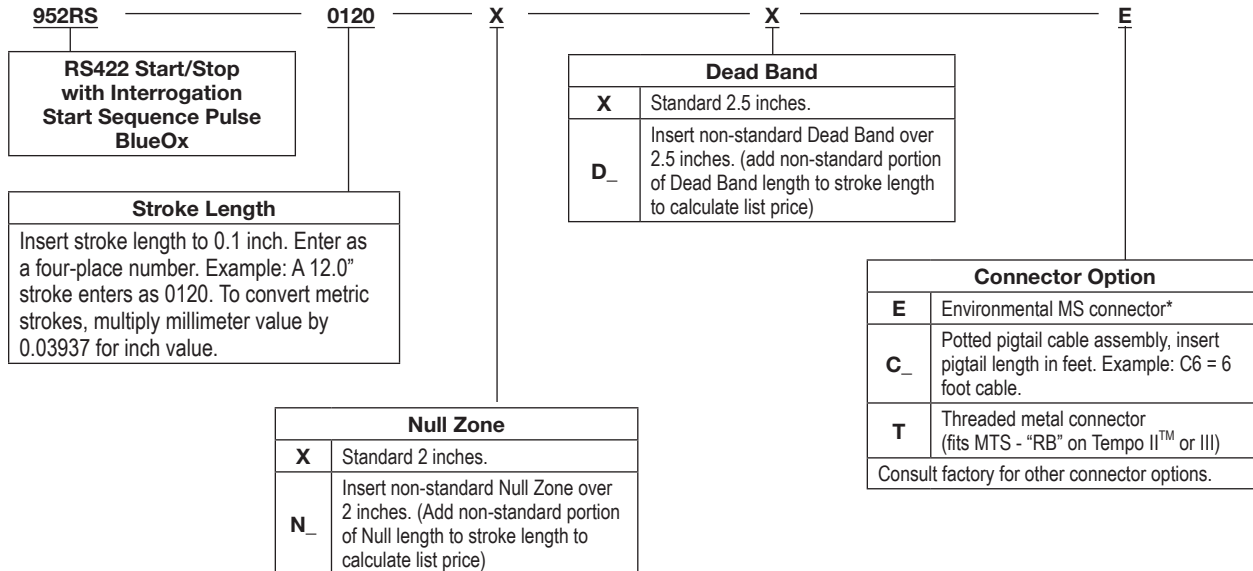 952RS 0120 X X E
RS422 Start/Stop
with Interrogation
Start Sequence Pulse
BlueOx
Stroke Length
Insert stroke length to 0.1 inch. Enter as
a four-place number. Example: A 12.0”
stroke enters as 0120. To convert metric
strokes, multiply millimeter value by
0.03937 for inch value.
Null Zone
X Standard 2 inches.
N_ Insert non-standard Null Zone over
2 inches. (Add non-standard portion
of Null length to stroke length to
calculate list price)
Dead Band
X Standard 2.5 inches.
D_ Insert non-standard Dead Band over
2.5 inches. (add non-standard portion
of Dead Band length to stroke length
to calculate list price)
Connector Option
E Environmental MS connector*
C_ Potted pigtail cable assembly, insert
pigtail length in feet. Example: C6 = 6
foot cable.
T Threaded metal connector
(fits MTS - “RB” on Tempo II™ or III)
Consult factory for other connector options.